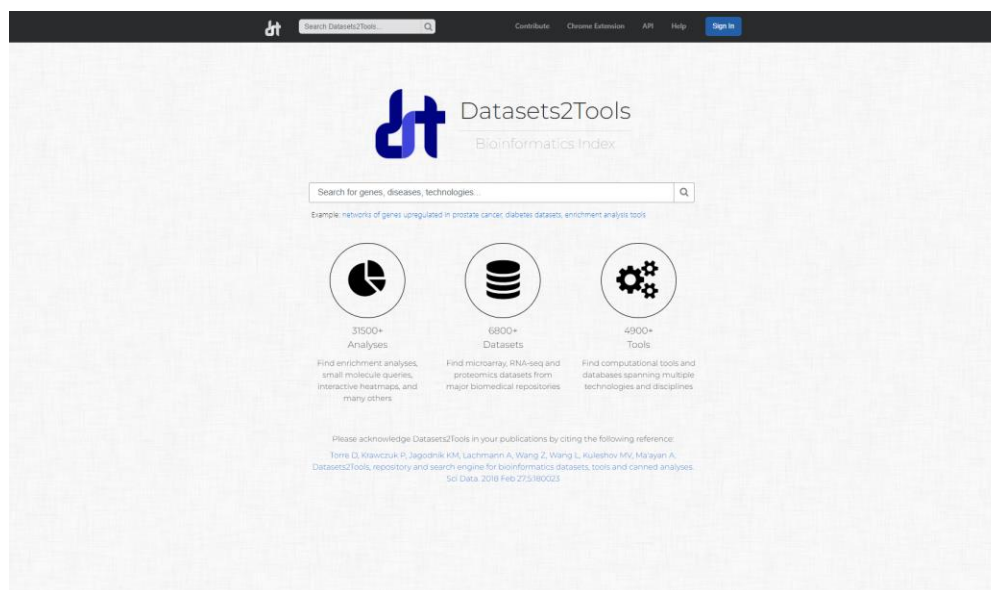 Search Datasets2Tools...
Contribute Chrome Extension API Help Sign In
Datasets2Tools
Bioinformatics Index
Search for genes, diseases, technologies...
Example: networks of genes upregulated in prostate cancer, diabetes datasets, enrichment analysis tools
31500+
Analyses
Find enrichment analyses,
small molecule queries,
interactive heatmaps, and
many others
6800+
Datasets
Find microarray, RNA-seq and
proteomics datasets from
major biomedical repositories
4900+
Tools
Find computational tools and
databases spanning multiple
technologies and disciplines
Please acknowledge Datasets2Tools in your publications by citing the following reference:
Torre D, Krawczuk P, Jagodnik KM, Lachmann A, Wang Z, Wang L, Kuleshov MV, Ma'ayan A.
Datasets2Tools, repository and search engine for bioinformatics datasets, tools and canned analyses.
Sci Data. 2018 Feb 27;5:180023